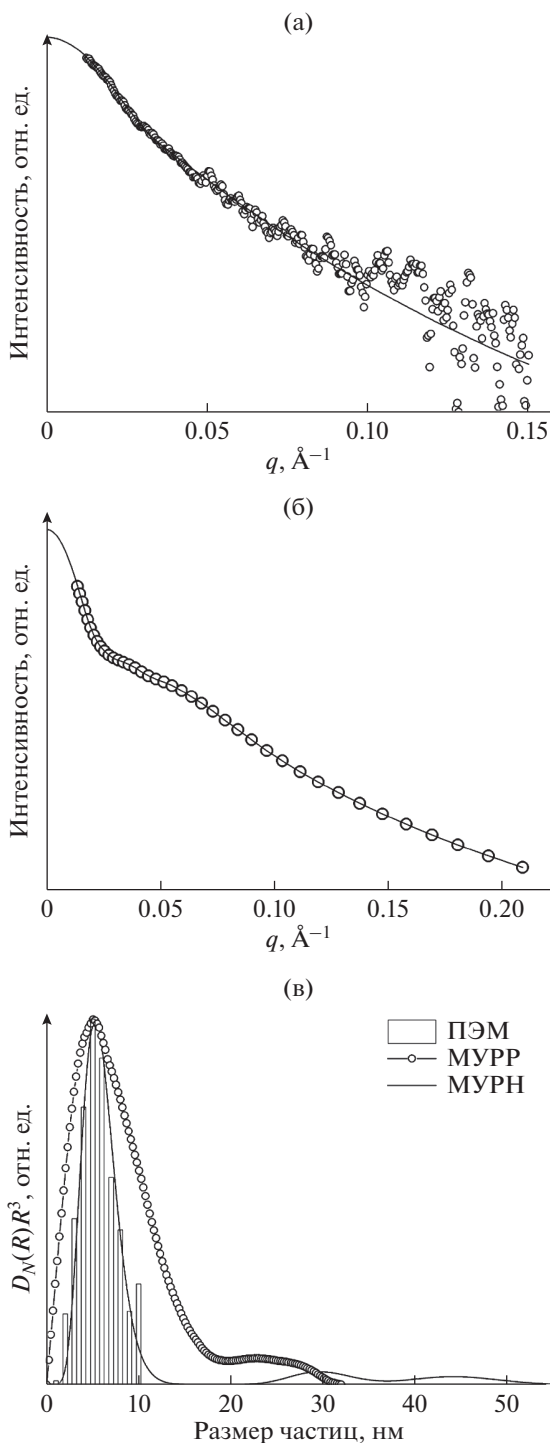 (а)
Интенсивность, отн. ед.
0 0.05 0.10 0.15
q, Å⁻¹
(б)
Интенсивность, отн. ед.
0 0.05 0.10 0.15 0.20
q, Å⁻¹
(в)
ПЭМ
МУРР
МУРН
D_N(R)R³, отн. ед.
0 10 20 30 40 50
Размер частиц, нм